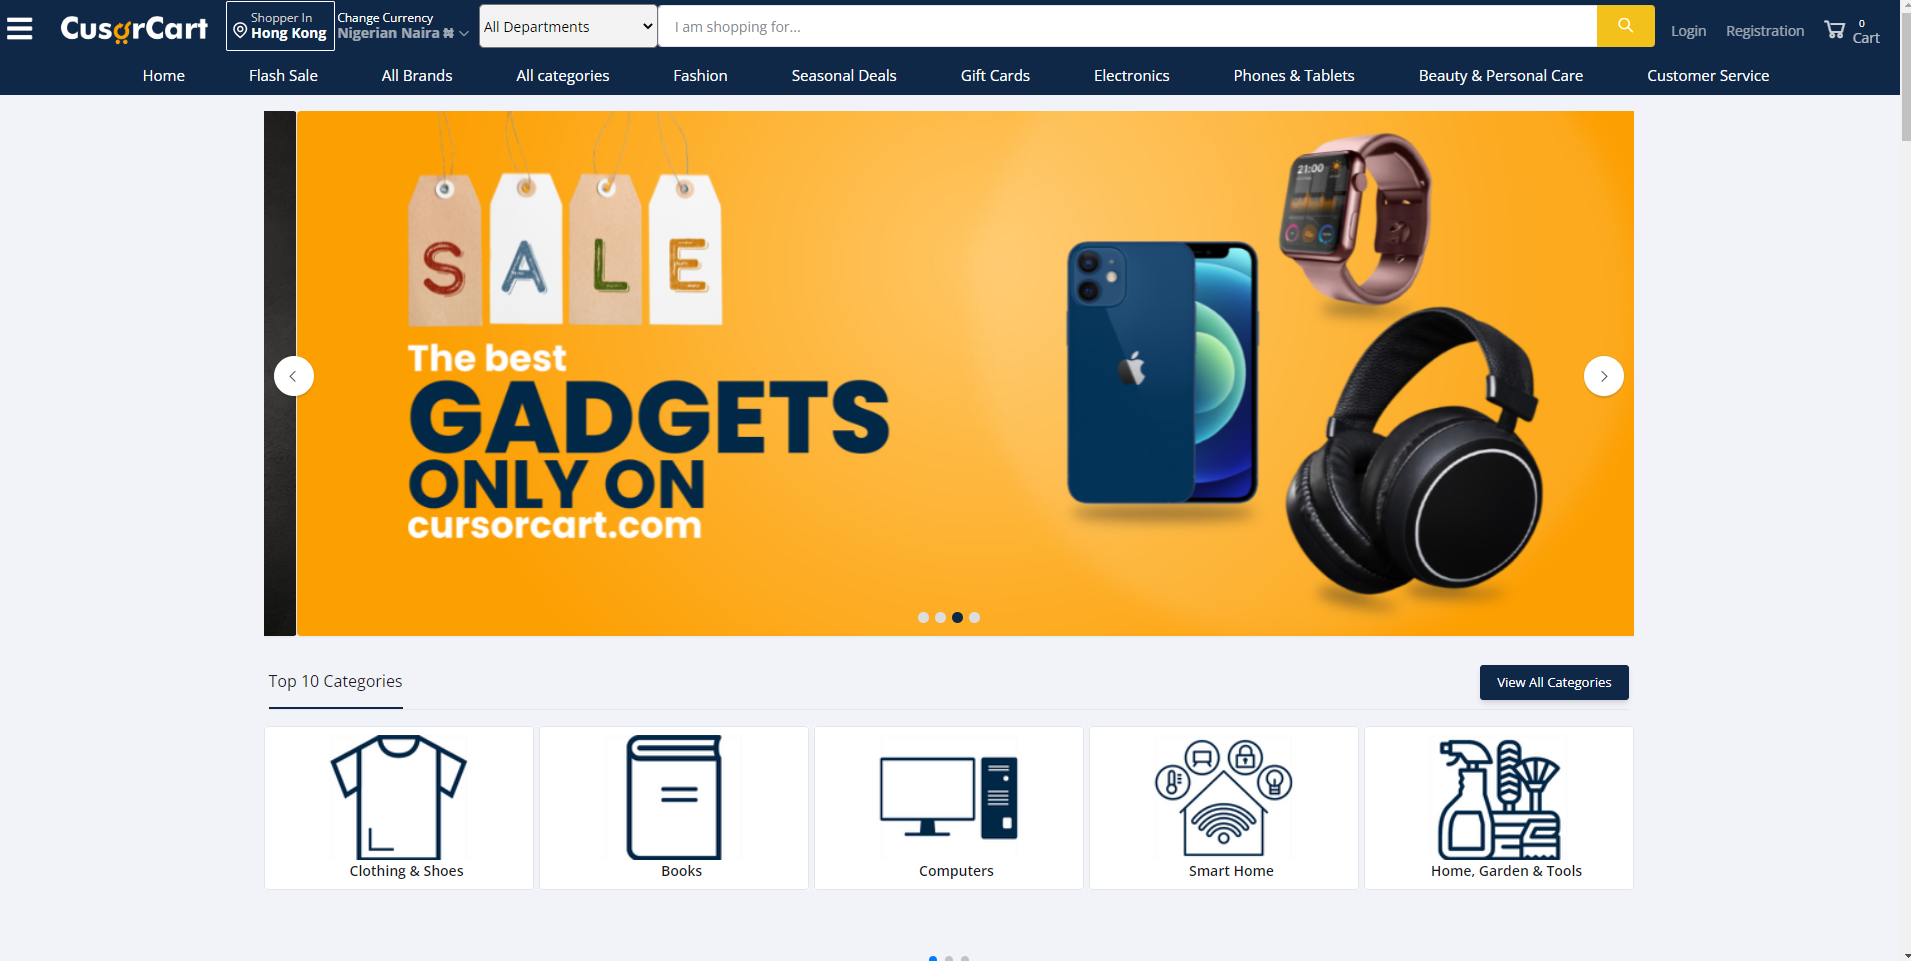 CusorCart
Shopper In
Hong Kong
Change Currency
Nigerian Naira ₦
All Departments
I am shopping for...
Login
Registration
0
Cart
Home
Flash Sale
All Brands
All categories
Fashion
Seasonal Deals
Gift Cards
Electronics
Phones & Tablets
Beauty & Personal Care
Customer Service
SALE
The best
GADGETS
ONLY ON
cursorcart.com
21:00
Top 10 Categories
View All Categories
Clothing & Shoes
Books
Computers
Smart Home
Home, Garden & Tools